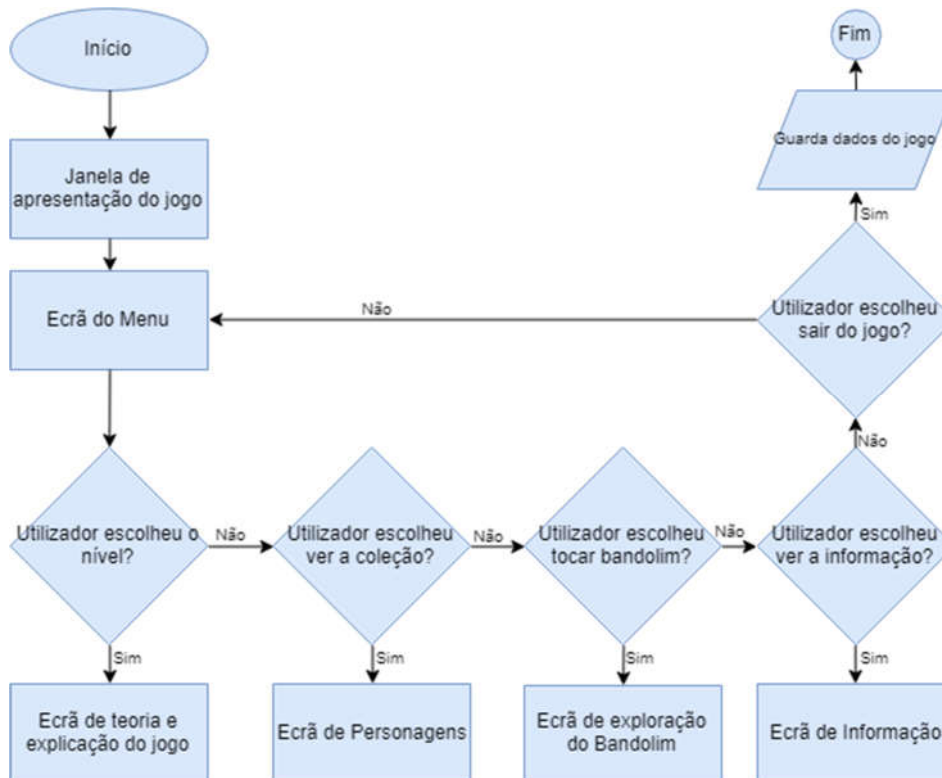 Início
Fim
Janela de
apresentação do jogo
Guarda dados do jogo
Sim
Ecrã do Menu
Não
Utilizador escolheu
sair do jogo?
Não
Utilizador escolheu o
nível?
Não
Utilizador escolheu
ver a coleção?
Não
Utilizador escolheu
tocar bandolim?
Não
Utilizador escolheu
ver a informação?
Sim
Sim
Sim
Sim
Ecrã de teoria e
explicação do jogo
Ecrã de Personagens
Ecrã de exploração
do Bandolim
Ecrã de Informação